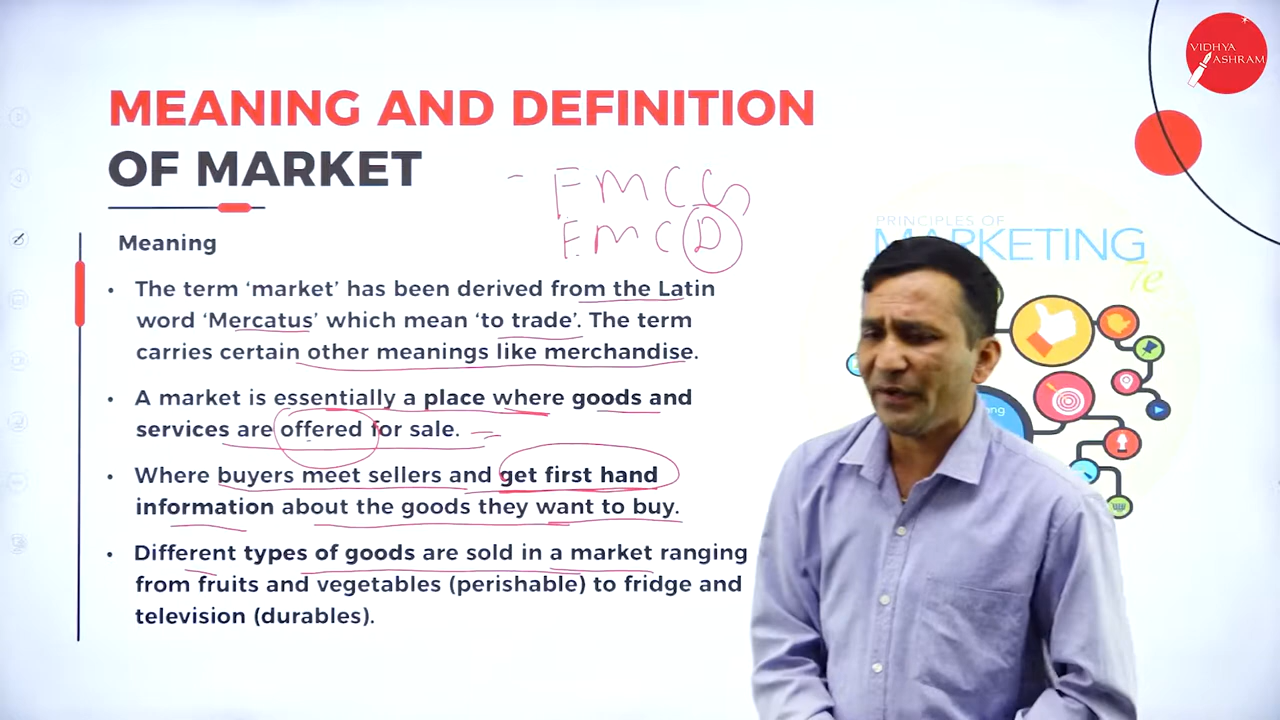 VIDHYA
ASHRAM
MEANING AND DEFINITION
OF MARKET
FMCG
FMCD
PRINCIPLES OF
MARKETING
7e
Meaning
• The term ‘market’ has been derived from the Latin
word ‘Mercatus’ which mean ‘to trade’. The term
carries certain other meanings like merchandise.
• A market is essentially a place where goods and
services are offered for sale.
• Where buyers meet sellers and get first hand
information about the goods they want to buy.
• Different types of goods are sold in a market ranging
from fruits and vegetables (perishable) to fridge and
television (durables).